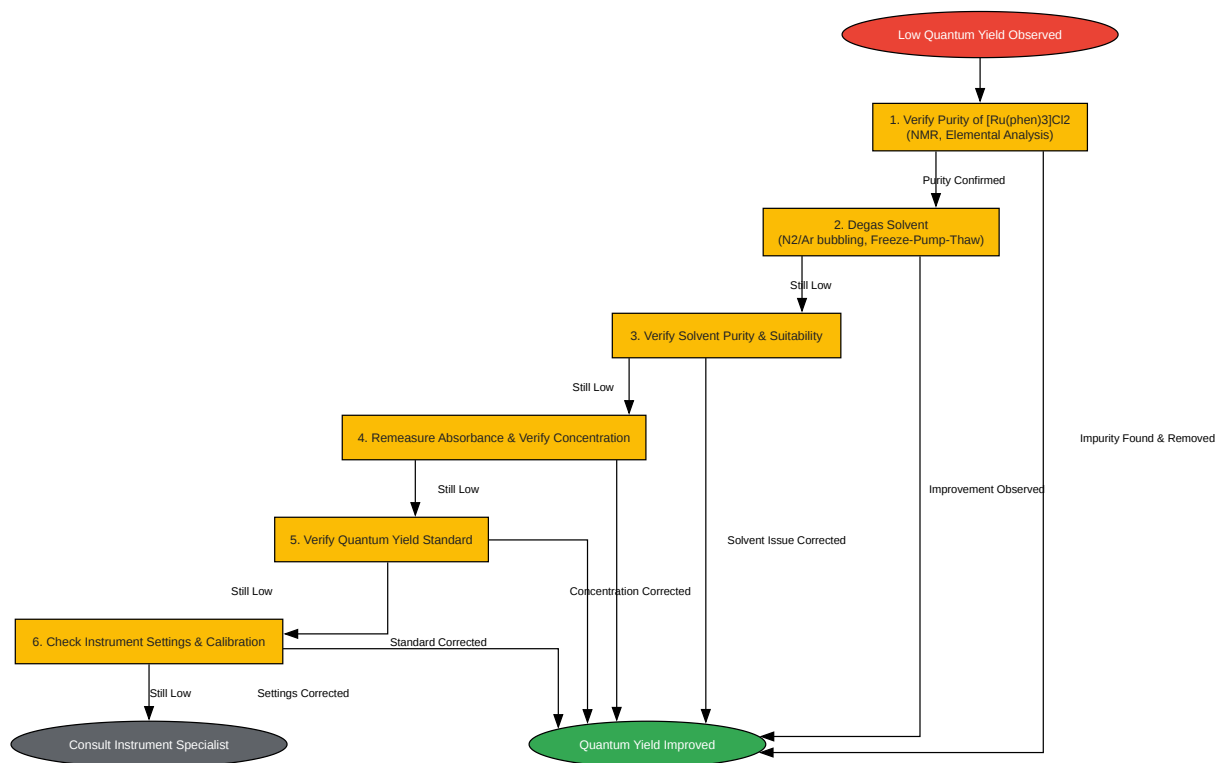 Low Quantum Yield Observed
1. Verify Purity of [Ru(phen)3]Cl2
(NMR, Elemental Analysis)
Purity Confirmed
2. Degas Solvent
(N2/Ar bubbling, Freeze-Pump-Thaw)
Still Low
3. Verify Solvent Purity & Suitability
Still Low
4. Remeasure Absorbance & Verify Concentration
Impurity Found & Removed
Still Low
Improvement Observed
5. Verify Quantum Yield Standard
Solvent Issue Corrected
Still Low
Concentration Corrected
6. Check Instrument Settings & Calibration
Standard Corrected
Still Low
Settings Corrected
Consult Instrument Specialist
Quantum Yield Improved